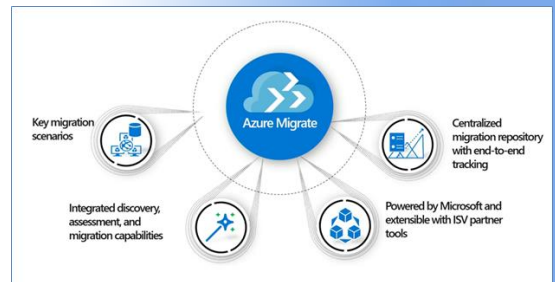 Azure Migrate
Key migration
scenarios
Centralized
migration repository
with end-to-end
tracking
Integrated discovery,
assessment, and
migration capabilities
Powered by Microsoft and
extensible with ISV partner
tools